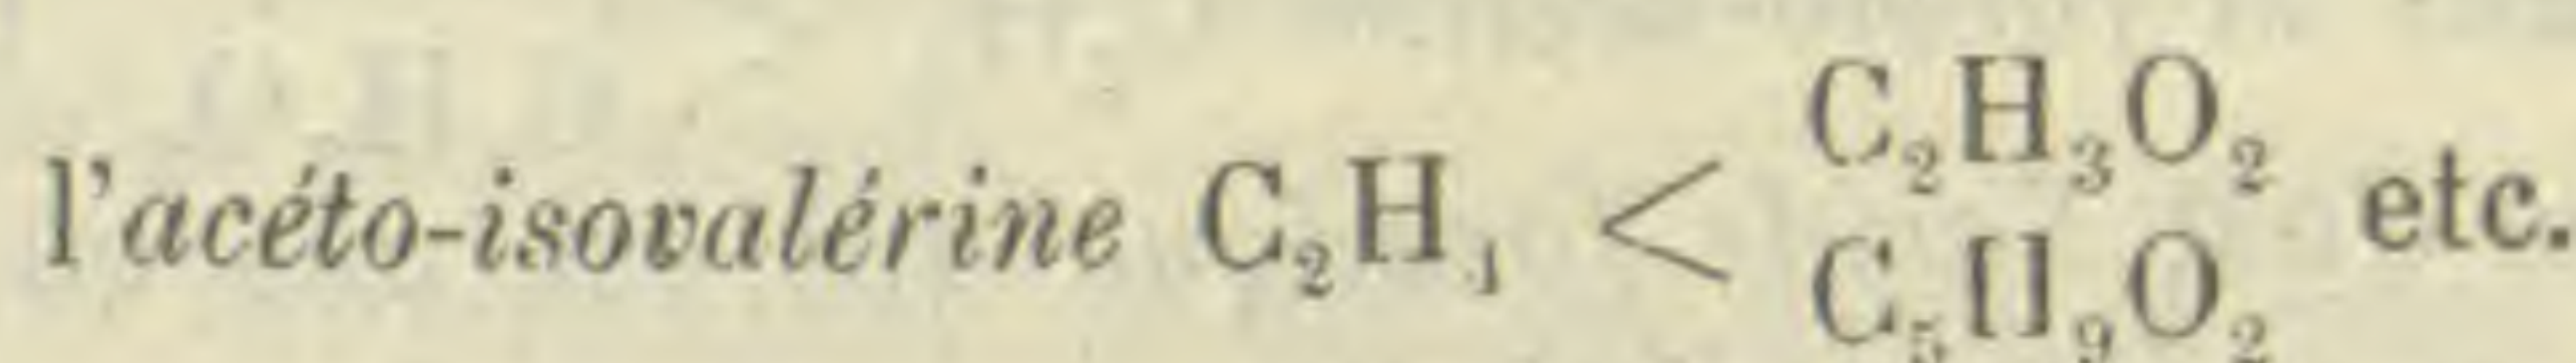 l'acéto-isovalérine C₂H₄ < C₂H₃O₂ etc.
C₅H₉O₂